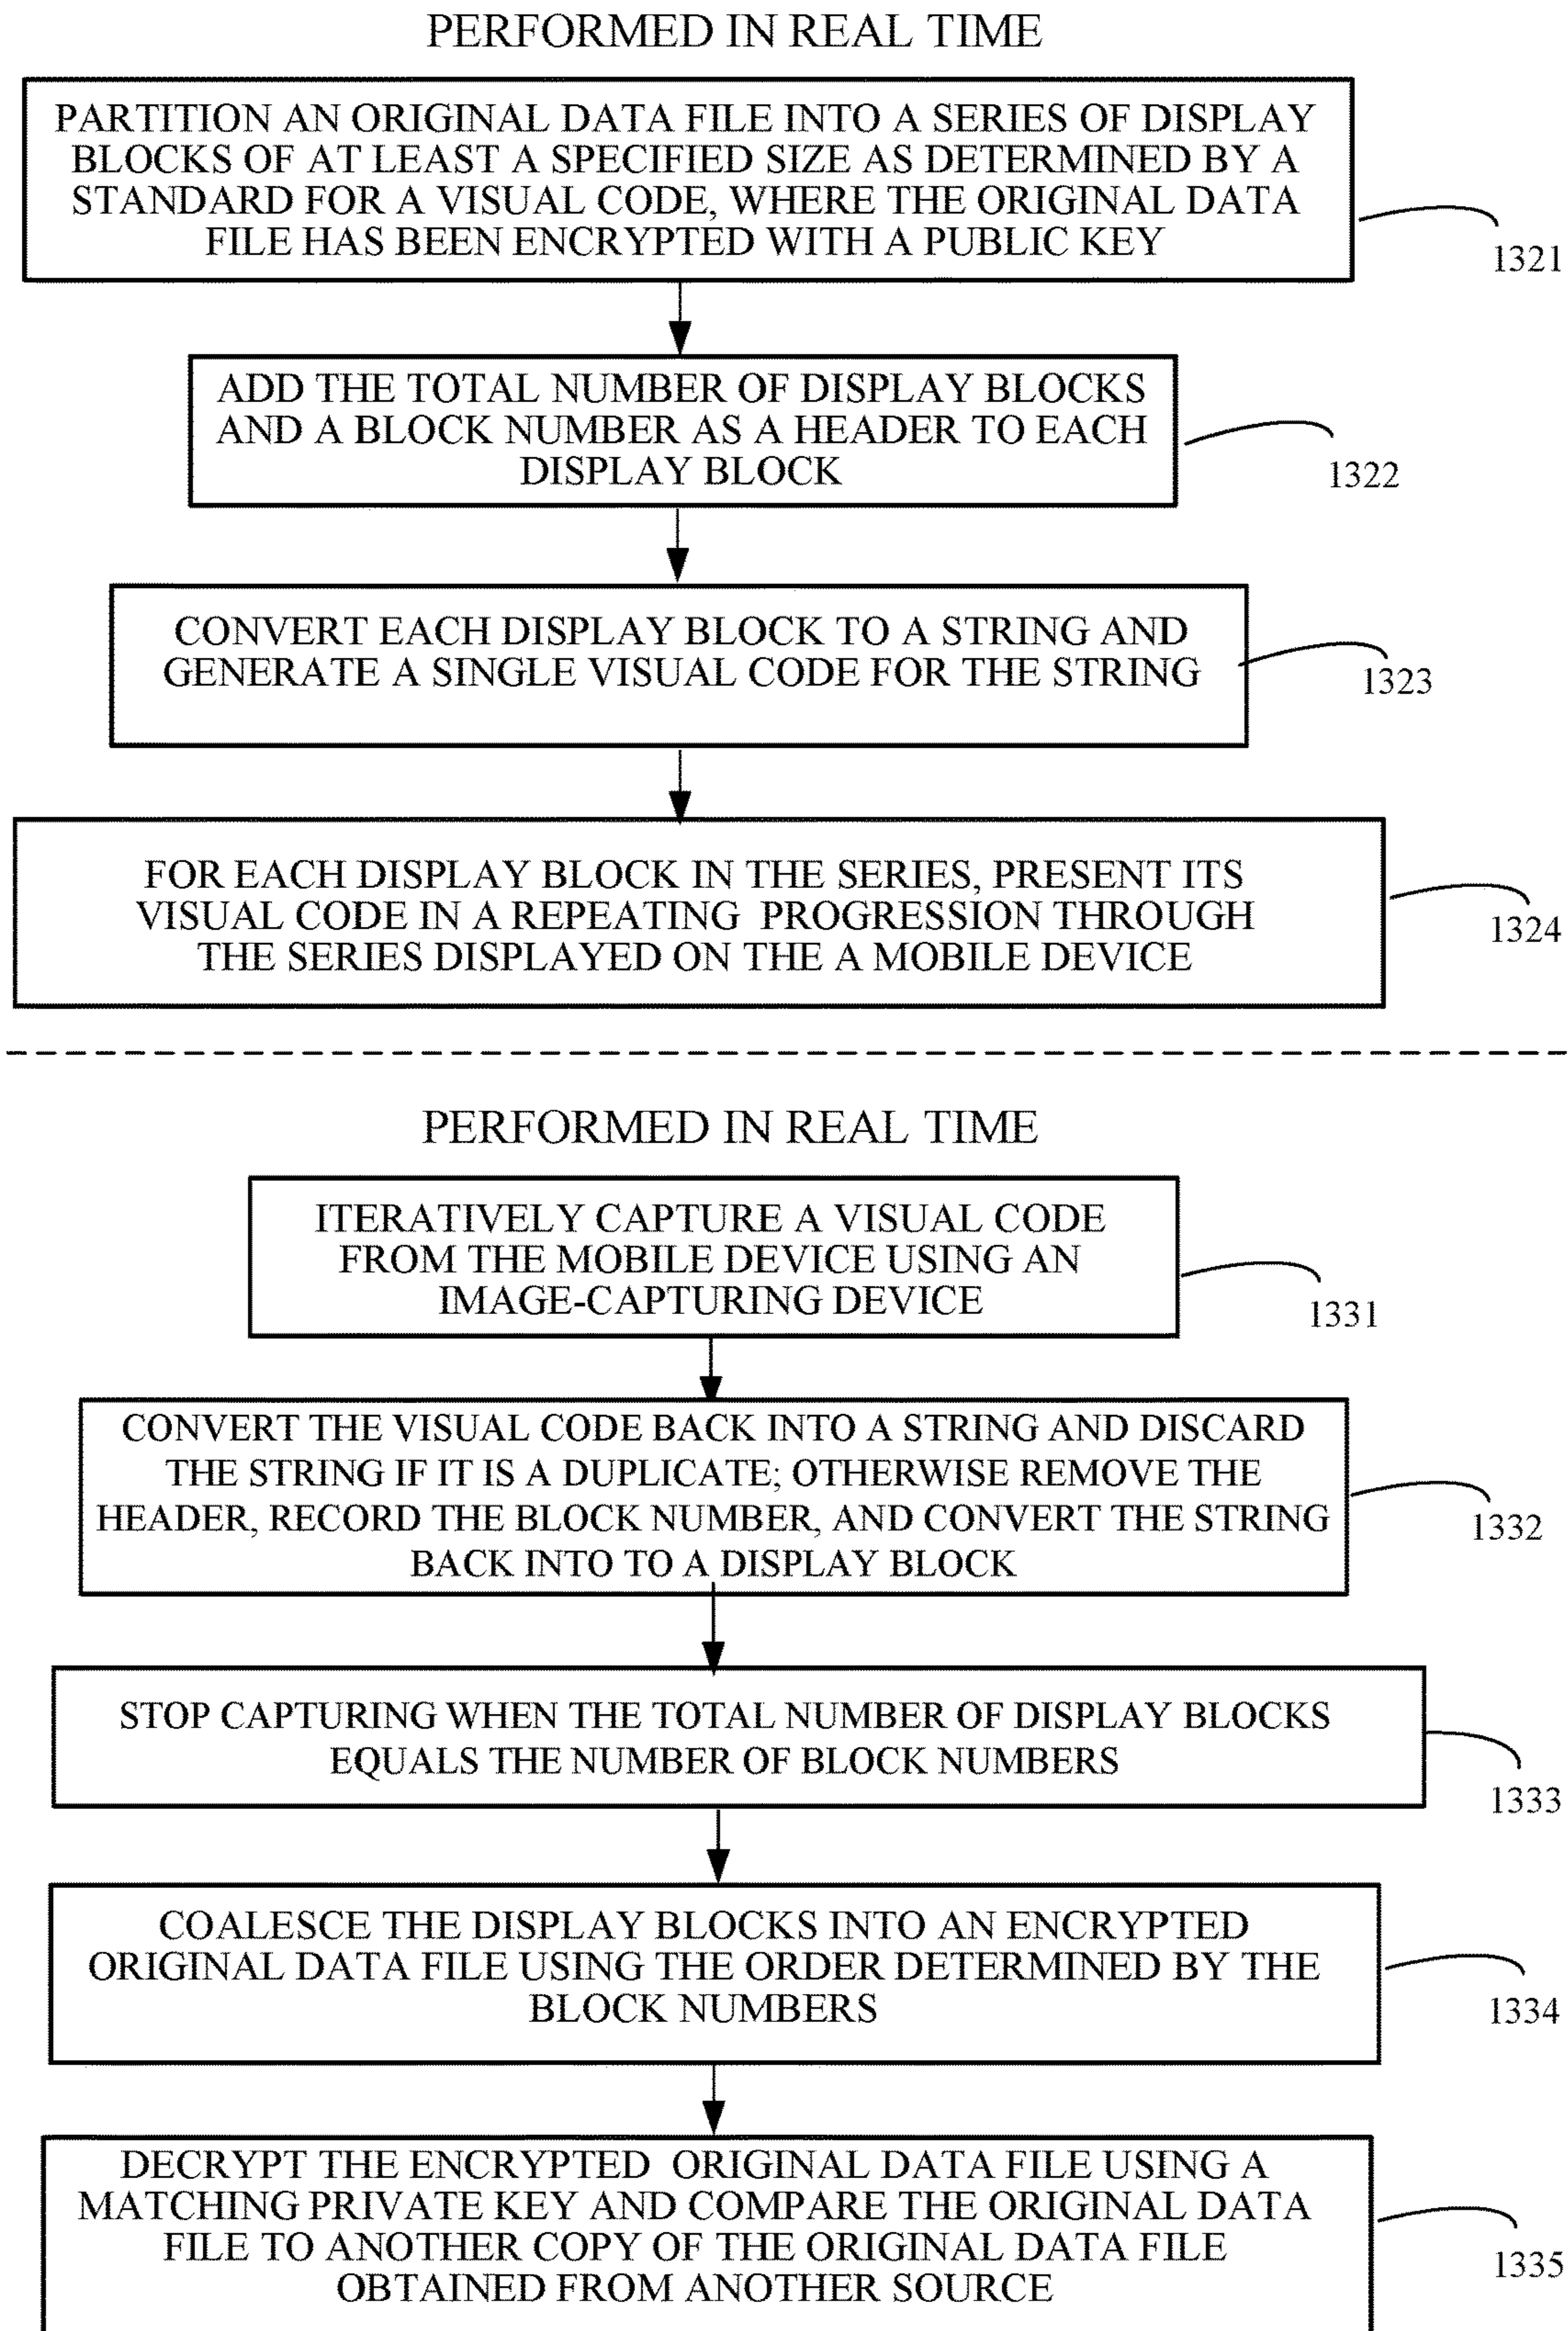 PERFORMED IN REAL TIME
PARTITION AN ORIGINAL DATA FILE INTO A SERIES OF DISPLAY
BLOCKS OF AT LEAST A SPECIFIED SIZE AS DETERMINED BY A
STANDARD FOR A VISUAL CODE, WHERE THE ORIGINAL DATA
FILE HAS BEEN ENCRYPTED WITH A PUBLIC KEY
1321
ADD THE TOTAL NUMBER OF DISPLAY BLOCKS
AND A BLOCK NUMBER AS A HEADER TO EACH
DISPLAY BLOCK
1322
CONVERT EACH DISPLAY BLOCK TO A STRING AND
GENERATE A SINGLE VISUAL CODE FOR THE STRING
1323
FOR EACH DISPLAY BLOCK IN THE SERIES, PRESENT ITS
VISUAL CODE IN A REPEATING PROGRESSION THROUGH
THE SERIES DISPLAYED ON THE A MOBILE DEVICE
1324
PERFORMED IN REAL TIME
ITERATIVELY CAPTURE A VISUAL CODE
FROM THE MOBILE DEVICE USING AN
IMAGE-CAPTURING DEVICE
1331
CONVERT THE VISUAL CODE BACK INTO A STRING AND DISCARD
THE STRING IF IT IS A DUPLICATE; OTHERWISE REMOVE THE
HEADER, RECORD THE BLOCK NUMBER, AND CONVERT THE STRING
BACK INTO TO A DISPLAY BLOCK
1332
STOP CAPTURING WHEN THE TOTAL NUMBER OF DISPLAY BLOCKS
EQUALS THE NUMBER OF BLOCK NUMBERS
1333
COALESCE THE DISPLAY BLOCKS INTO AN ENCRYPTED
ORIGINAL DATA FILE USING THE ORDER DETERMINED BY THE
BLOCK NUMBERS
1334
DECRYPT THE ENCRYPTED ORIGINAL DATA FILE USING A
MATCHING PRIVATE KEY AND COMPARE THE ORIGINAL DATA
FILE TO ANOTHER COPY OF THE ORIGINAL DATA FILE
OBTAINED FROM ANOTHER SOURCE
1335